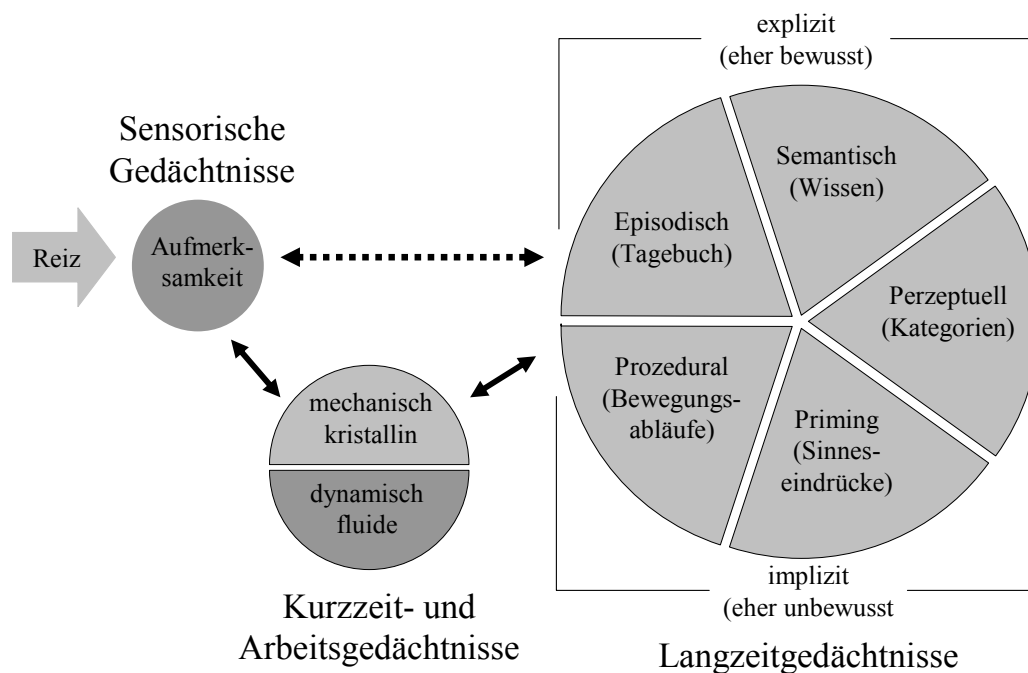 explizit
(eher bewusst)
Sensorische
Gedächtnisse
Reiz
Aufmerk-
samkeit
Semantisch
(Wissen)
Episodisch
(Tagebuch)
Perzeptuell
(Kategorien)
Prozedural
(Bewegungs-
abläufe)
Priming
(Sinnes-
eindrücke)
mechanisch
kristallin
dynamisch
fluide
Kurzzeit- und
Arbeitsgedächtnisse
implizit
(eher unbewusst
Langzeitgedächtnisse